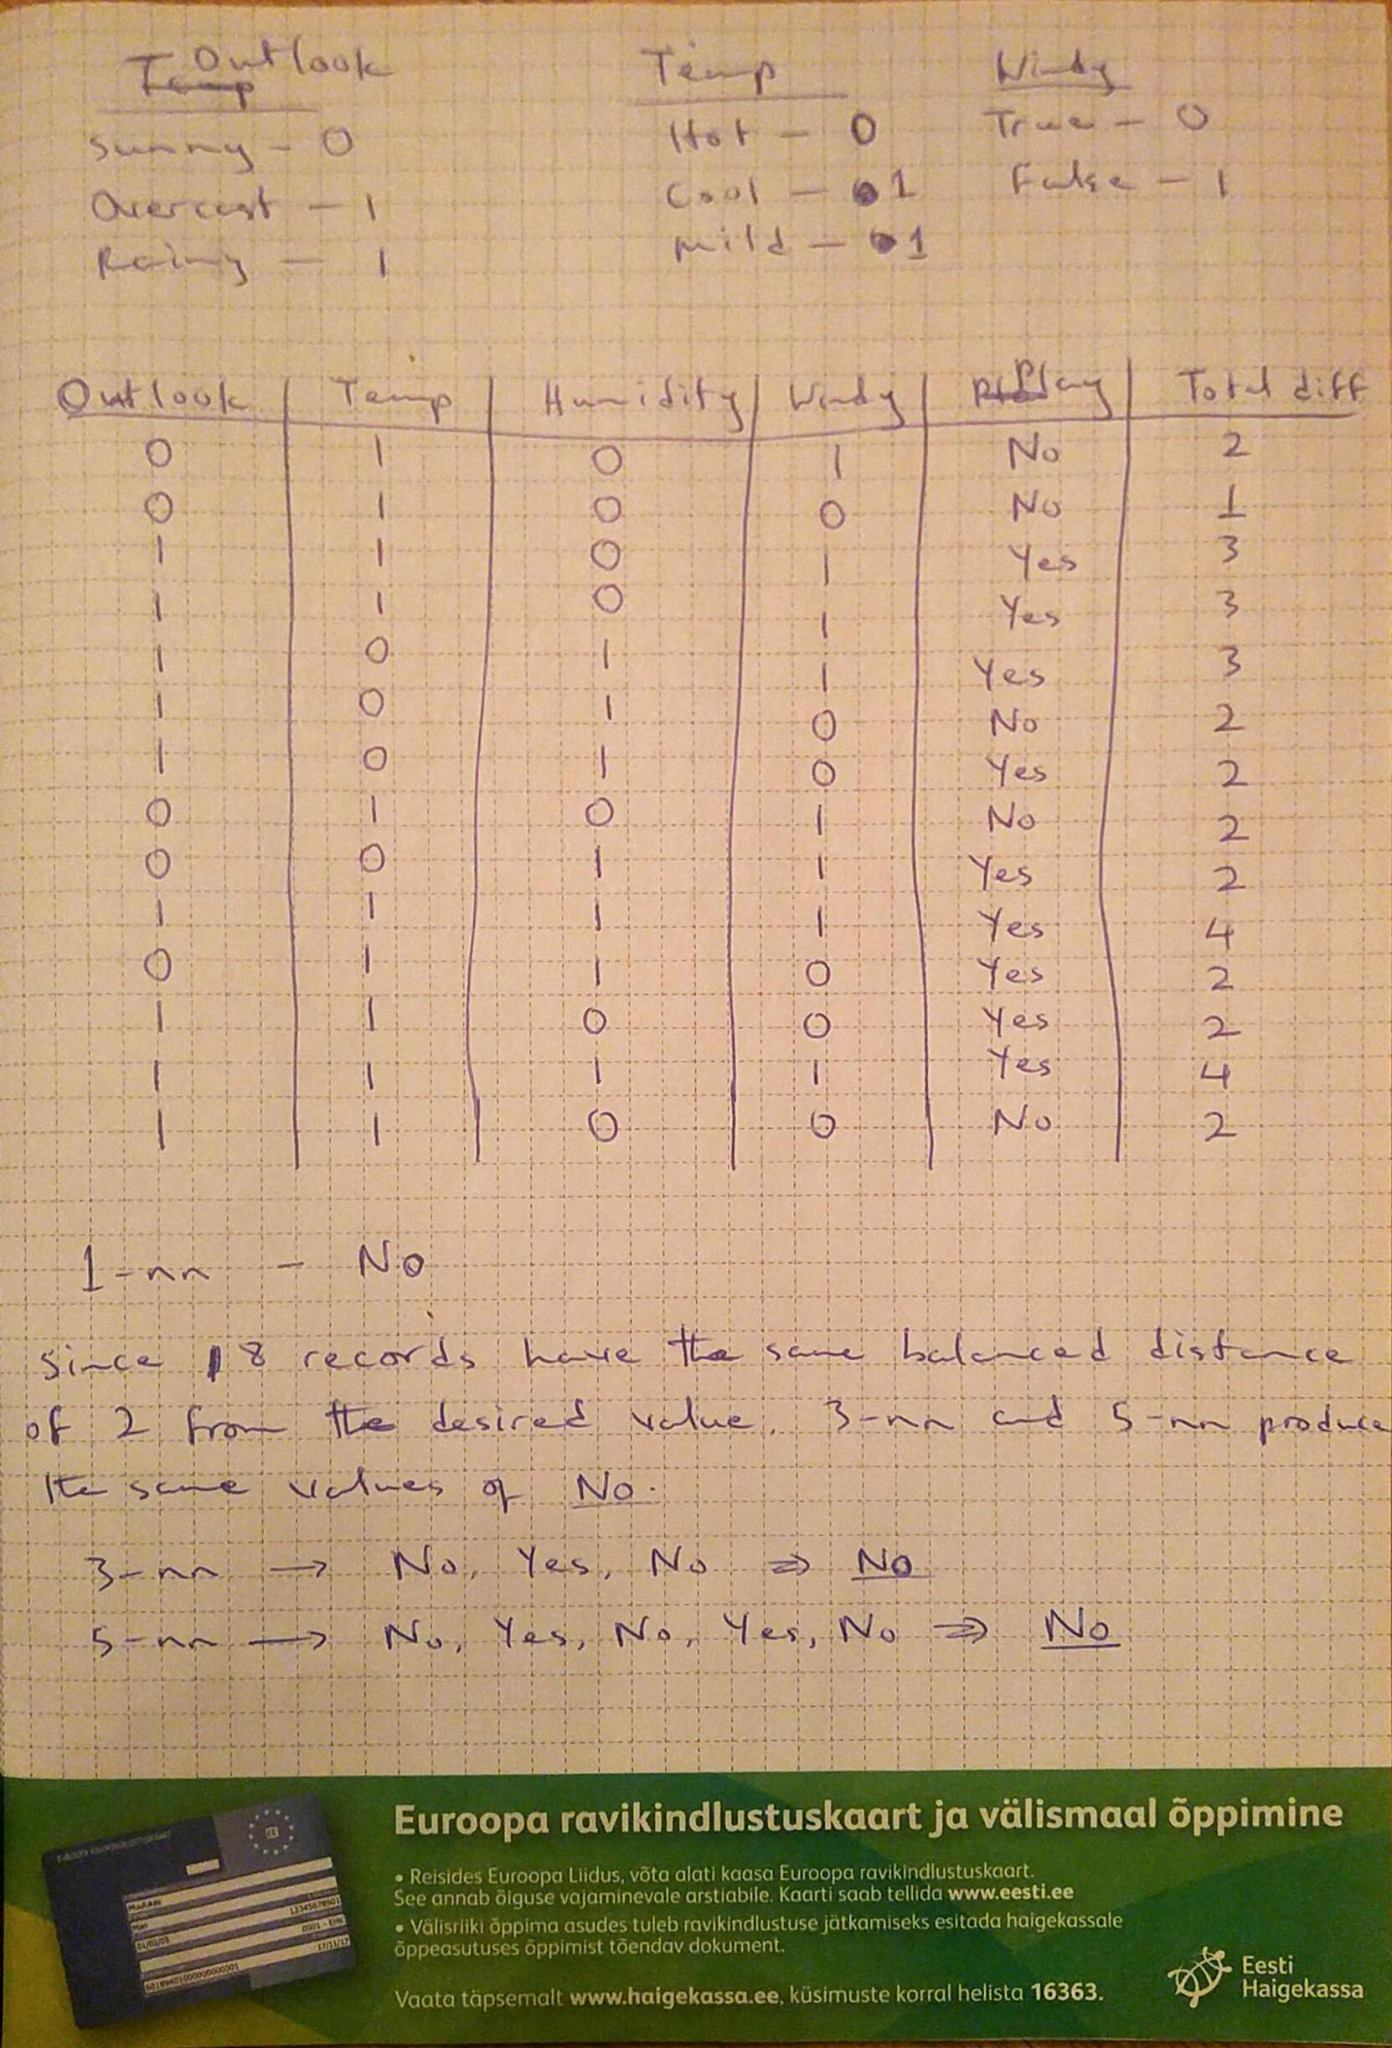 Outlook
Temp
Sunny - 0
Overcast - 1
Rainy - 1
Temp
Hot - 0
Cool - 1
Mild - 1
Windy
True - 0
False - 1
Outlook Temp Humidity Windy Play Total diff
0 1 0 1 No 2
0 1 0 0 No 1
1 1 0 1 Yes 3
1 1 0 1 Yes 3
1 0 1 1 Yes 3
1 0 1 0 No 2
1 0 1 0 Yes 2
0 1 0 1 No 2
0 0 1 1 Yes 2
1 1 1 1 Yes 4
0 1 1 0 Yes 2
1 1 0 0 Yes 2
1 1 1 1 Yes 4
1 1 0 0 No 2
1-nn - No
since 8 records have the same balanced distance
of 2 from the desired value. 3-nn and 5-nn produce
the same values of No.
3-nn → No, Yes, No ⇒ No
5-nn → No, Yes, No, Yes, No ⇒ No
Euroopa ravikindlustuskaart ja välismaal õppimine
• Reisides Euroopa Liidus, võta alati kaasa Euroopa ravikindlustuskaart.
See annab õiguse vajaminevale arstiabile. Kaarti saab tellida www.eesti.ee
• Välisriiki õppima asudes tuleb ravikindlustuse jätkamiseks esitada haigekassale
õppeasutuses õppimist tõendav dokument.
Vaata täpsemalt www.haigekassa.ee, küsimuste korral helista 16363.
Eesti
Haigekassa